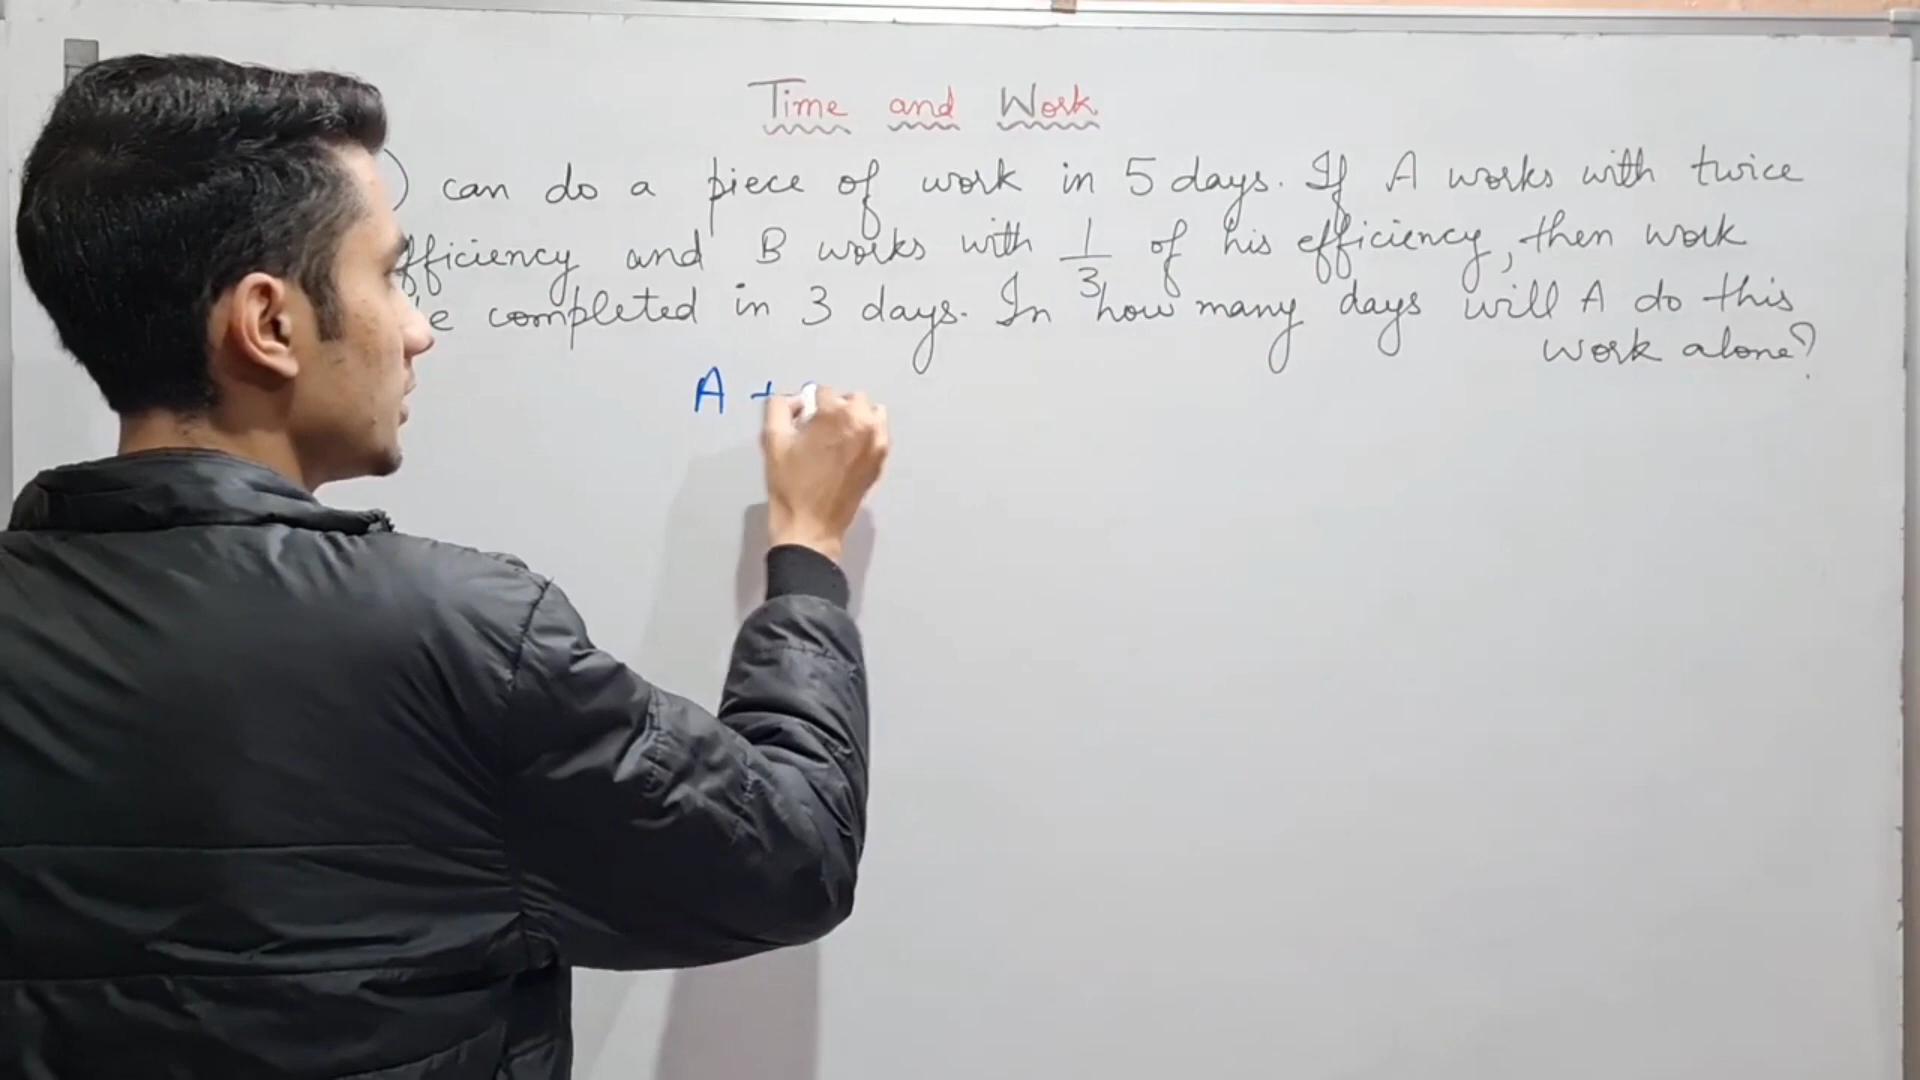 Time and Work
) can do a piece of work in 5 days. If A works with twice
fficiency and B works with 1/3 of his efficiency, then work
e completed in 3 days. In how many days will A do this
work alone?
A +